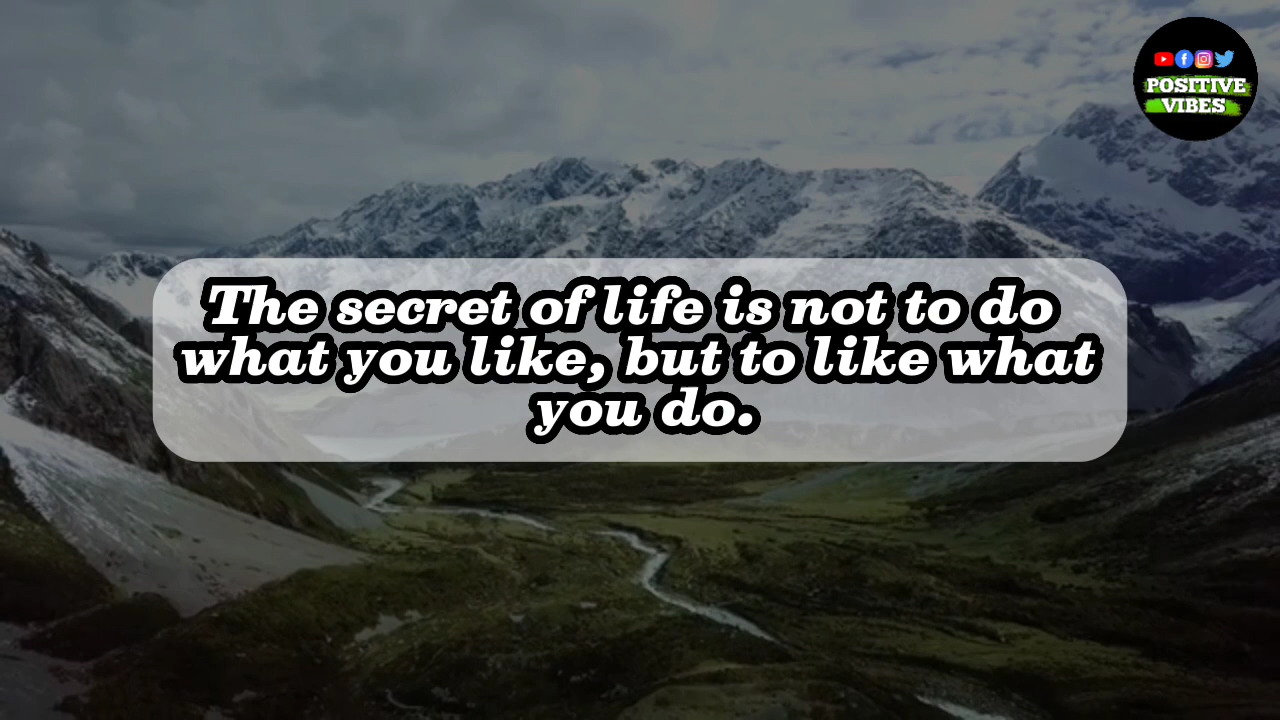 POSITIVE
VIBES
The secret of life is not to do
what you like, but to like what
you do.